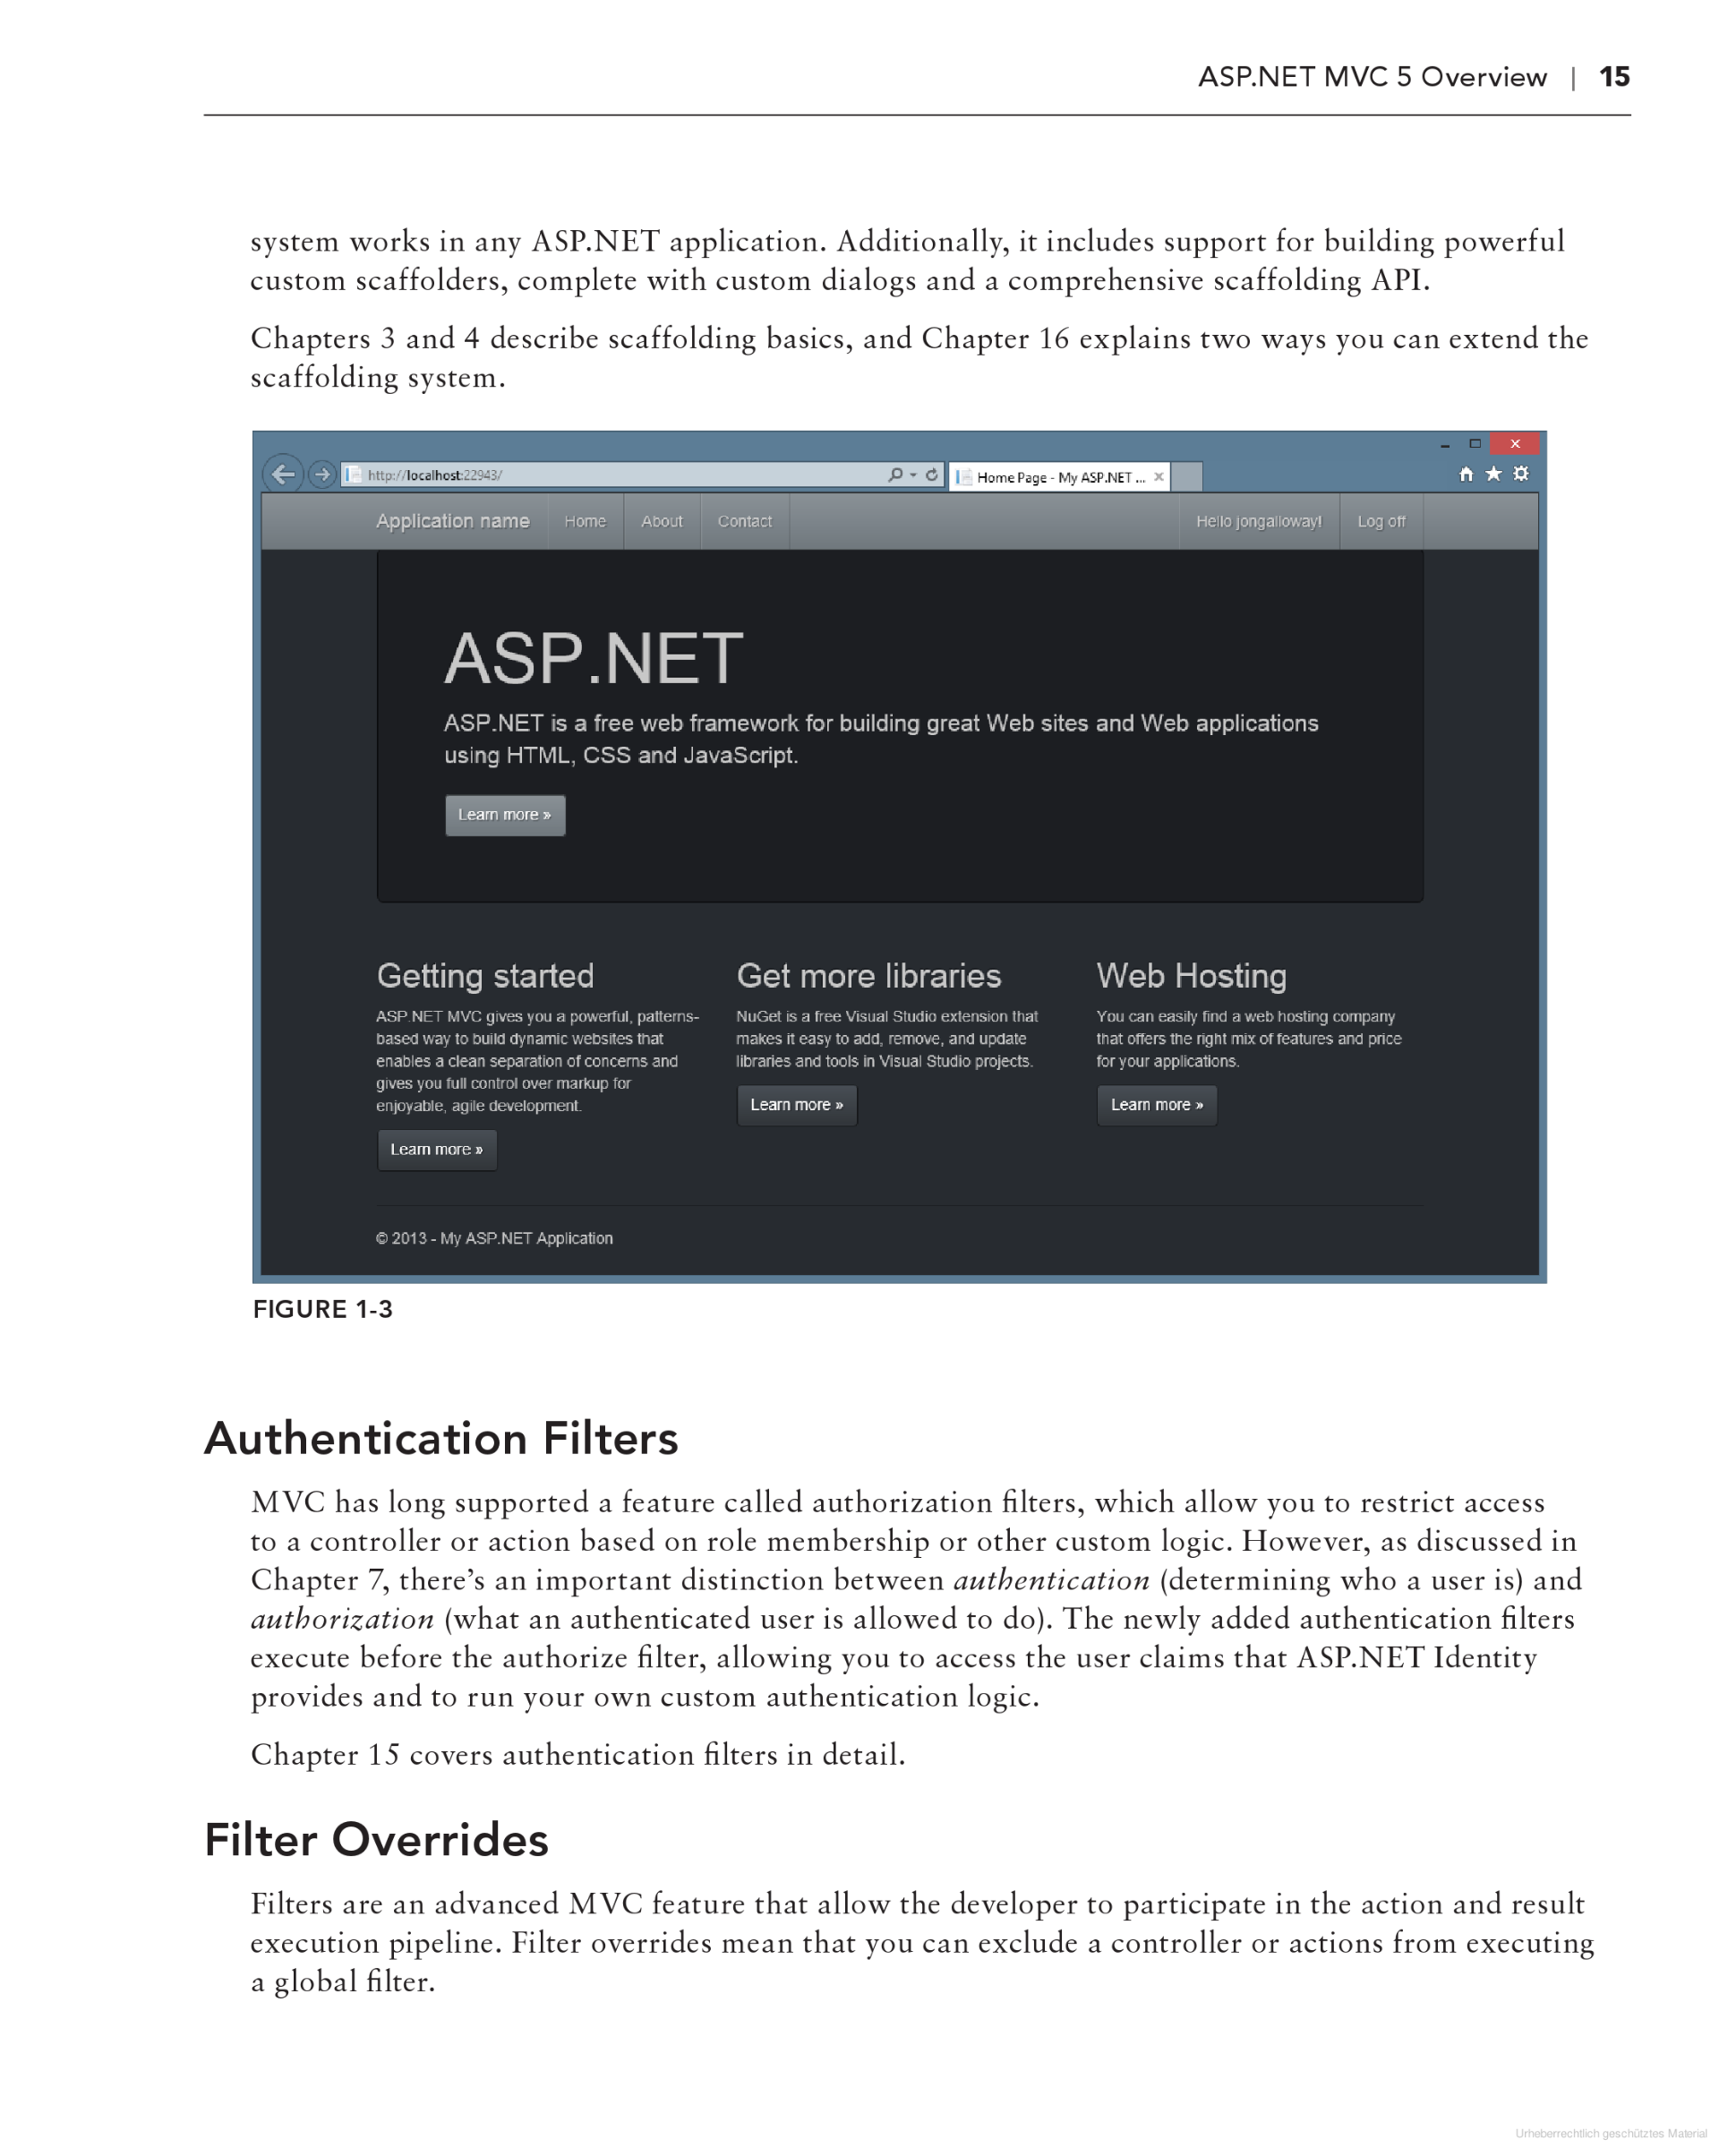 ASP.NET MVC 5 Overview | 15
system works in any ASP.NET application. Additionally, it includes support for building powerful
custom scaffolders, complete with custom dialogs and a comprehensive scaffolding API.
Chapters 3 and 4 describe scaffolding basics, and Chapter 16 explains two ways you can extend the
scaffolding system.
http://localhost:22943/
Home Page - My ASP.NET ...
Application name Home About Contact Hello jongalloway! Log off
ASP.NET
ASP.NET is a free web framework for building great Web sites and Web applications
using HTML, CSS and JavaScript.
Learn more »
Getting started
ASP.NET MVC gives you a powerful, patterns-
based way to build dynamic websites that
enables a clean separation of concerns and
gives you full control over markup for
enjoyable, agile development.
Learn more »
Get more libraries
NuGet is a free Visual Studio extension that
makes it easy to add, remove, and update
libraries and tools in Visual Studio projects.
Learn more »
Web Hosting
You can easily find a web hosting company
that offers the right mix of features and price
for your applications.
Learn more »
© 2013 - My ASP.NET Application
FIGURE 1-3
Authentication Filters
MVC has long supported a feature called authorization filters, which allow you to restrict access
to a controller or action based on role membership or other custom logic. However, as discussed in
Chapter 7, there’s an important distinction between authentication (determining who a user is) and
authorization (what an authenticated user is allowed to do). The newly added authentication filters
execute before the authorize filter, allowing you to access the user claims that ASP.NET Identity
provides and to run your own custom authentication logic.
Chapter 15 covers authentication filters in detail.
Filter Overrides
Filters are an advanced MVC feature that allow the developer to participate in the action and result
execution pipeline. Filter overrides mean that you can exclude a controller or actions from executing
a global filter.
Urheberrechtlich geschütztes Material